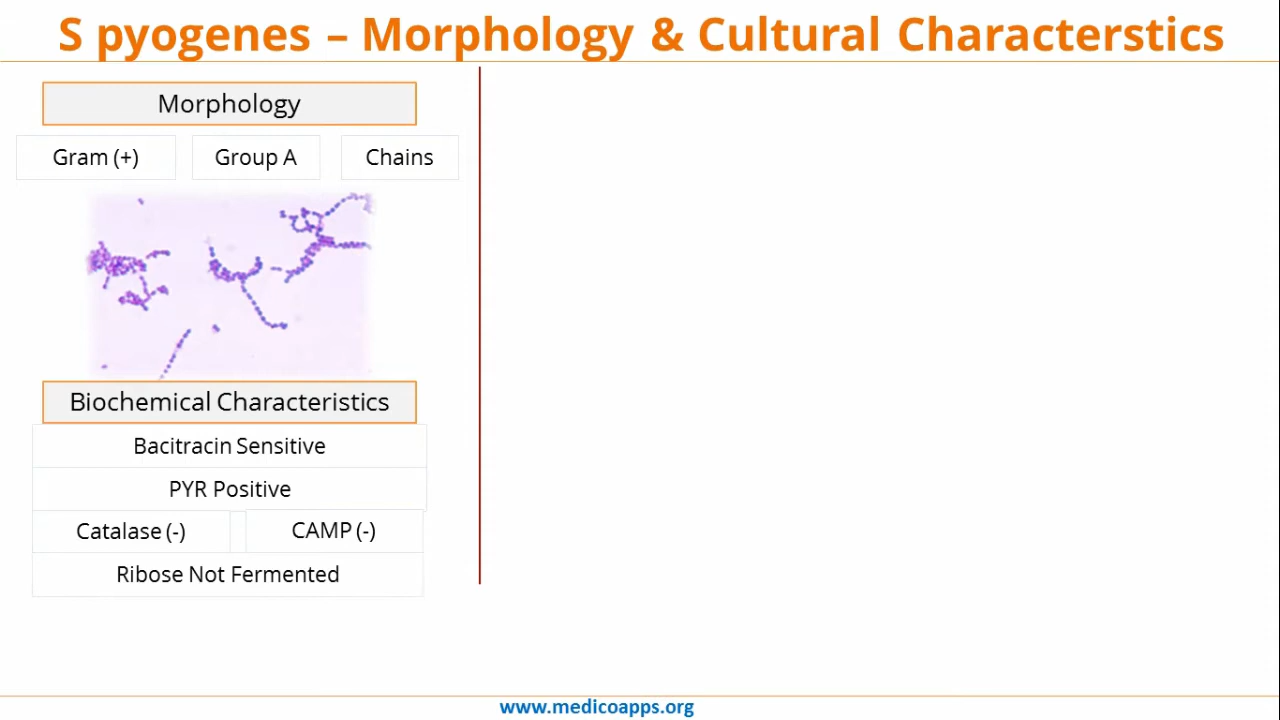 S pyogenes – Morphology & Cultural Characterstics
Morphology
Gram (+)
Group A
Chains
Biochemical Characteristics
Bacitracin Sensitive
PYR Positive
Catalase (-)
CAMP (-)
Ribose Not Fermented
www.medicoapps.org